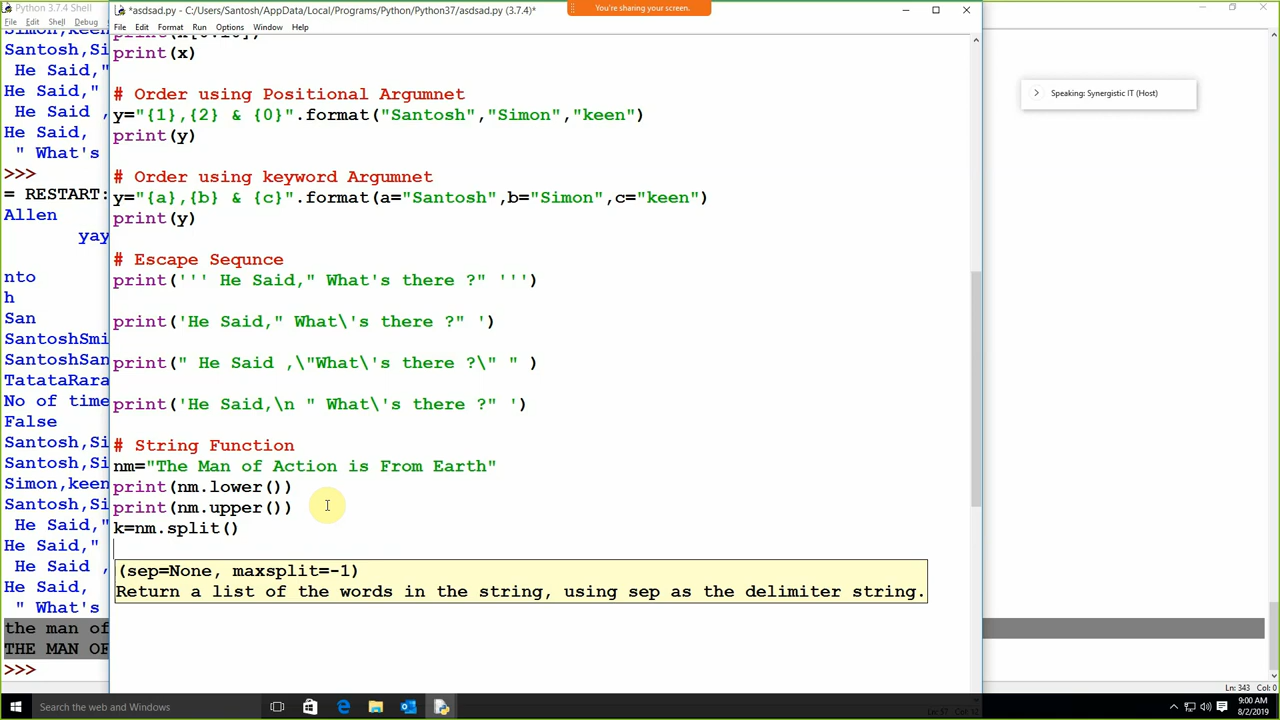 Python 3.7.4 Shell
File Edit Shell Debug
Santosh,Si
He Said,"
He Said,"
He Said ,
He Said,
" What's
>>>
= RESTART:
Allen
yay
nto
h
San
SantoshSmi
SantoshSan
TatataRara
No of time
False
Santosh,Si
Santosh,Si
Simon,keen
Santosh,Si
He Said,"
He Said,"
He Said ,
He Said,
" What's
the man of
THE MAN OF
>>>
*asdsad.py - C:/Users/Santosh/AppData/Local/Programs/Python/Python37/asdsad.py (3.7.4)*
You're sharing your screen.
File Edit Format Run Options Window Help
print(x)
# Order using Positional Argumnet
y="{1},{2} & {0}".format("Santosh","Simon","keen")
print(y)
# Order using keyword Argumnet
y="{a},{b} & {c}".format(a="Santosh",b="Simon",c="keen")
print(y)
# Escape Sequnce
print(''' He Said," What's there ?" ''')
print('He Said," What\'s there ?" ')
print(" He Said ,\"What\'s there ?\" " )
print('He Said,\n " What\'s there ?" ')
# String Function
nm="The Man of Action is From Earth"
print(nm.lower())
print(nm.upper())
k=nm.split()
(sep=None, maxsplit=-1)
Return a list of the words in the string, using sep as the delimiter string.
Speaking: Synergistic IT (Host)
Ln: 343 Col: 0
Search the web and Windows
9:00 AM
8/2/2019